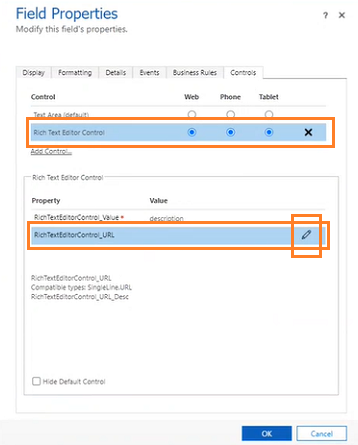 Field Properties
? ×
Modify this field's properties.
Display Formatting Details Events Business Rules Controls
Control Web Phone Tablet
Text Area (default)
Rich Text Editor Control
Add Control...
Rich Text Editor Control
Property Value
RichTextEditorControl_Value * description
RichTextEditorControl_URL
RichTextEditorControl_URL
Compatible types: SingleLine.URL
RichTextEditorControl_URL_Desc
Hide Default Control
OK Cancel